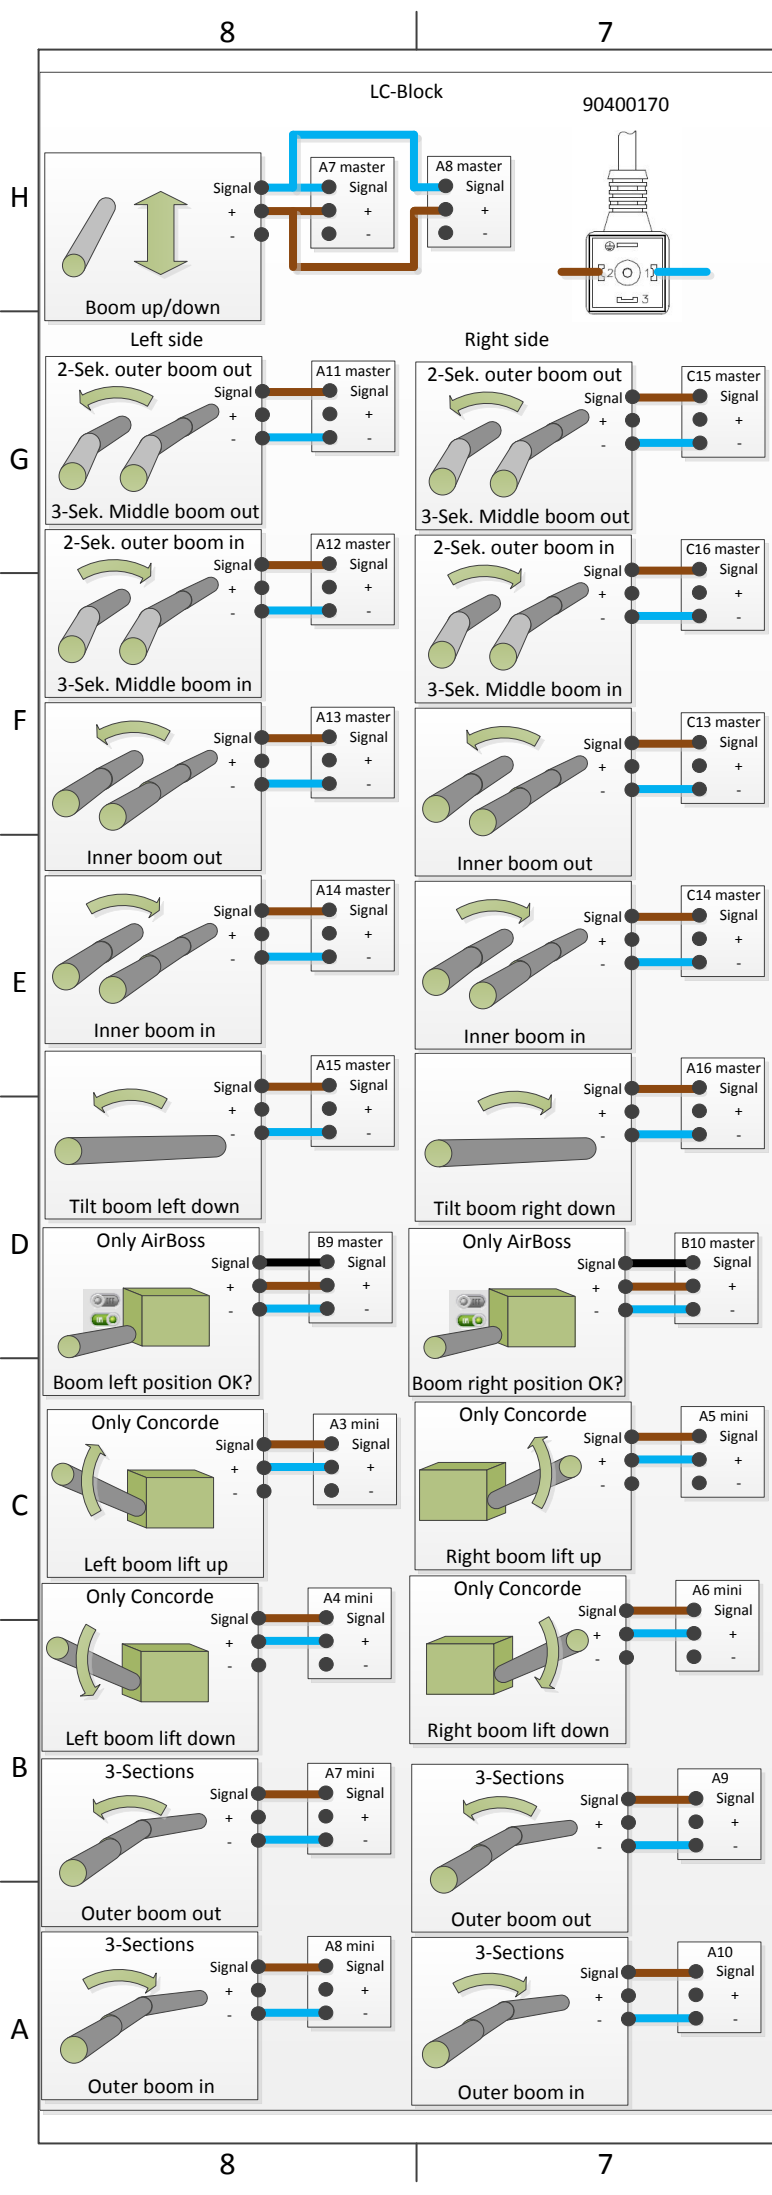 8
7
LC-Block
90400170
H
A7 master
A8 master
Signal
Signal
Signal
+
+
+
-
-
-
2
1
3
Boom up/down
Left side
Right side
G
2-Sek. outer boom out
A11 master
Signal
Signal
+
+
-
-
3-Sek. Middle boom out
2-Sek. outer boom out
C15 master
Signal
Signal
+
+
-
-
3-Sek. Middle boom out
2-Sek. outer boom in
A12 master
Signal
Signal
+
+
-
-
3-Sek. Middle boom in
2-Sek. outer boom in
C16 master
Signal
Signal
+
+
-
-
3-Sek. Middle boom in
F
A13 master
Signal
Signal
+
+
-
-
Inner boom out
C13 master
Signal
Signal
+
+
-
-
Inner boom out
E
A14 master
Signal
Signal
+
+
-
-
Inner boom in
C14 master
Signal
Signal
+
+
-
-
Inner boom in
A15 master
Signal
Signal
+
+
-
-
Tilt boom left down
A16 master
Signal
Signal
+
+
-
-
Tilt boom right down
D
Only AirBoss
B9 master
Signal
Signal
+
+
-
-
Boom left position OK?
Only AirBoss
B10 master
Signal
Signal
+
+
-
-
Boom right position OK?
C
Only Concorde
A3 mini
Signal
Signal
+
+
-
-
Left boom lift up
Only Concorde
A5 mini
Signal
Signal
+
+
-
-
Right boom lift up
Only Concorde
A4 mini
Signal
Signal
+
+
-
-
Left boom lift down
Only Concorde
A6 mini
Signal
Signal
+
+
-
-
Right boom lift down
B
3-Sections
A7 mini
Signal
Signal
+
+
-
-
Outer boom out
3-Sections
A9
Signal
Signal
+
+
-
-
Outer boom out
A
3-Sections
A8 mini
Signal
Signal
+
+
-
-
Outer boom in
3-Sections
A10
Signal
Signal
+
+
-
-
Outer boom in
8
7